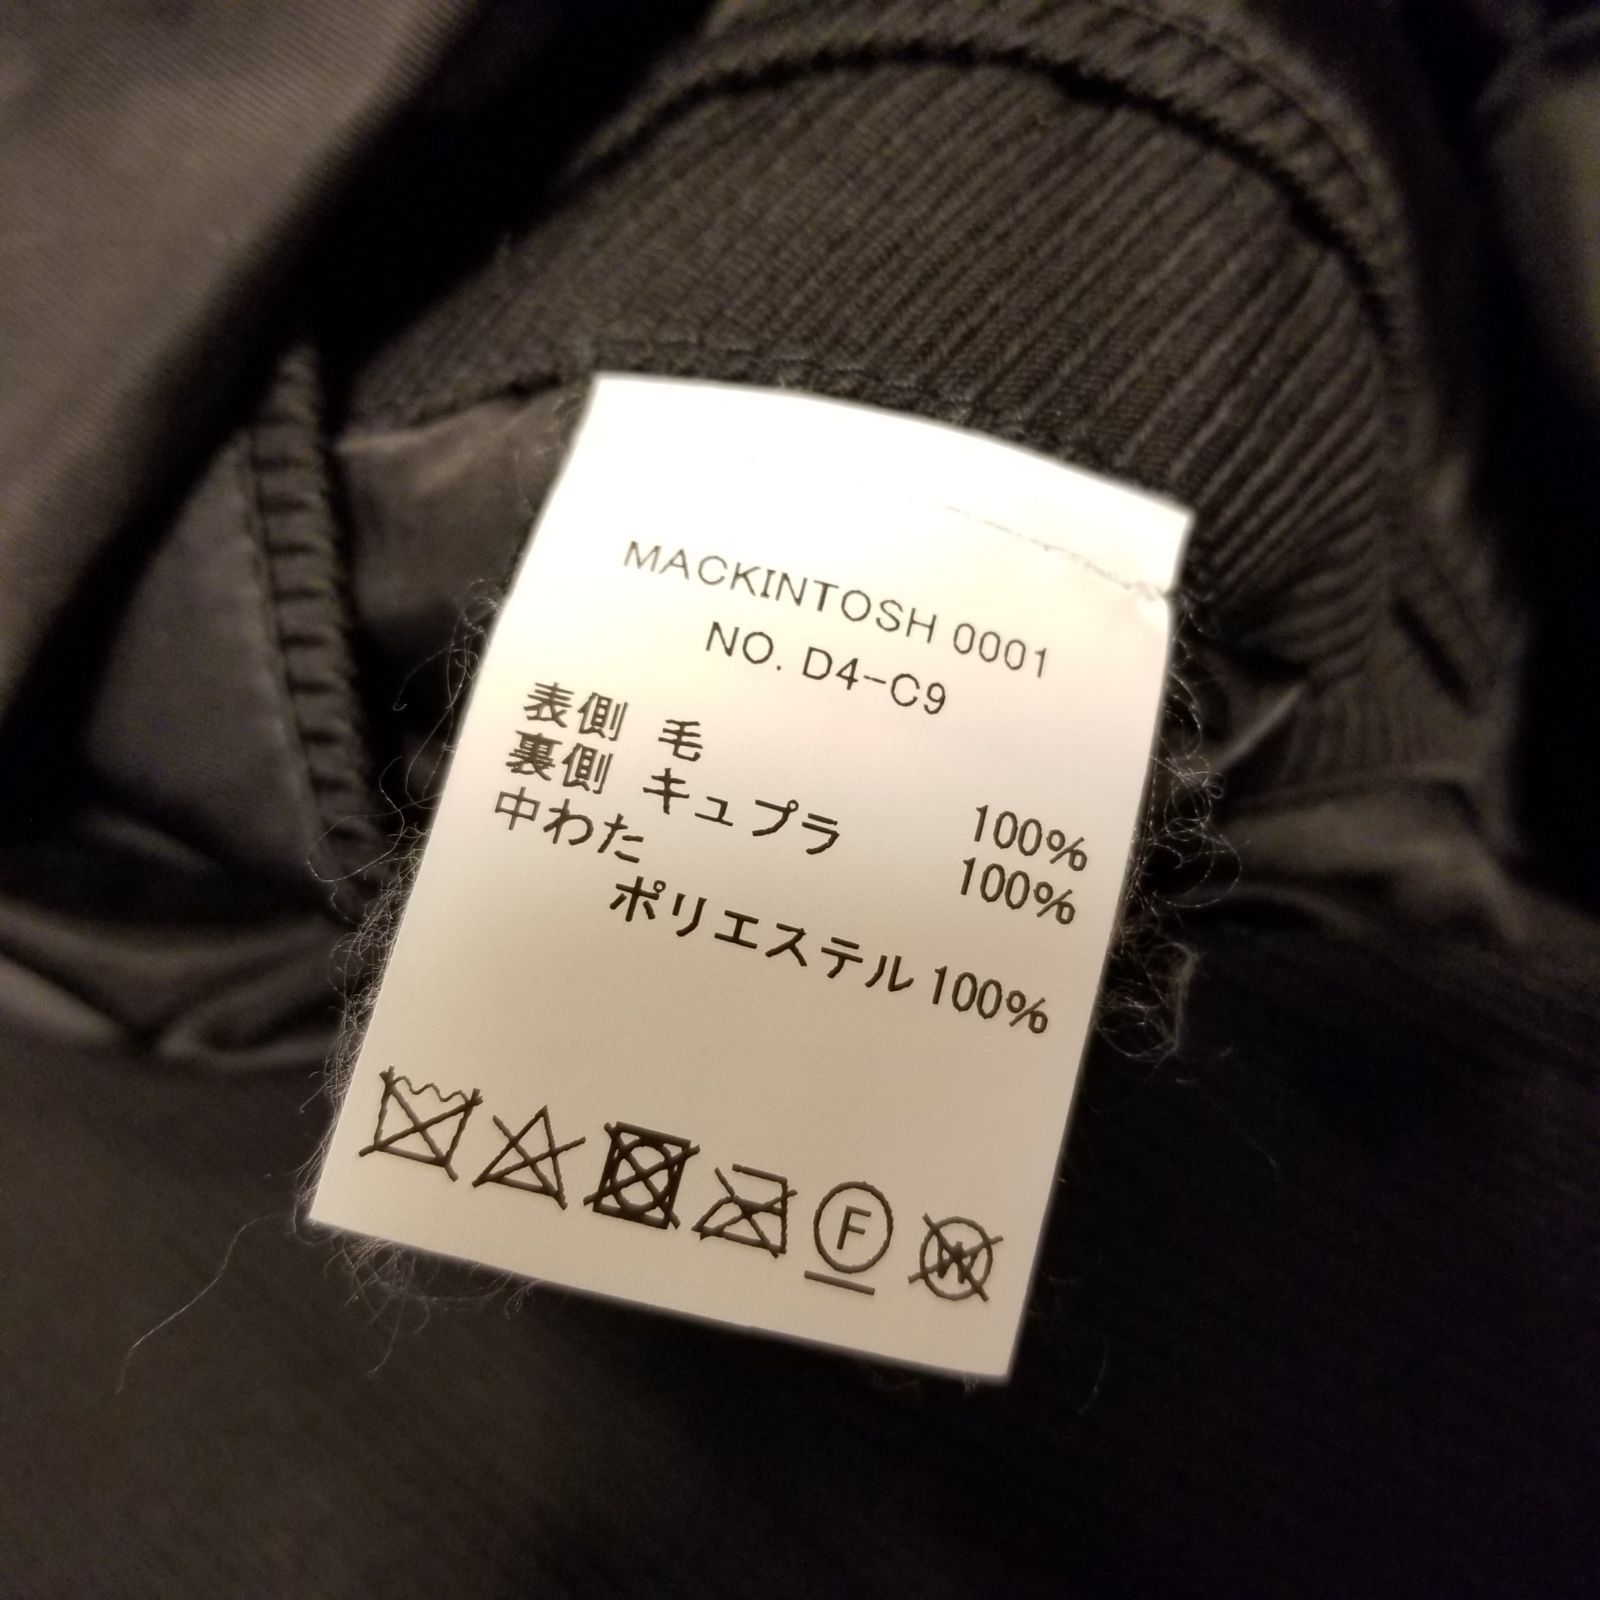 MACKINTOSH 0001
NO. D4-C9
表側 毛 100%
裏側 キュプラ 100%
中わた
ポリエステル 100%
F
W